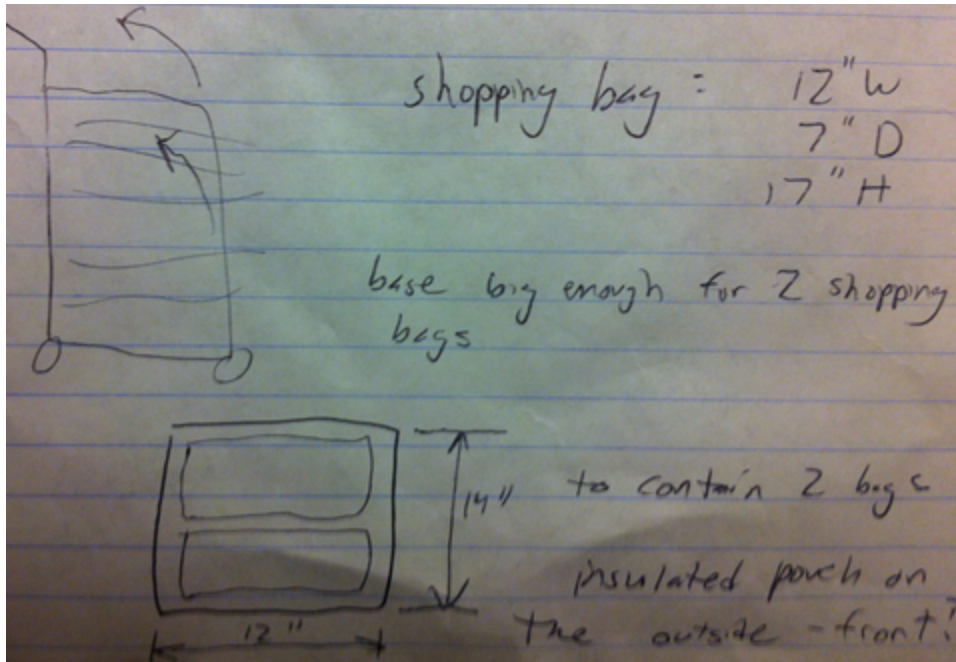 shopping bag : 12" W
7" D
17" H
base big enough for 2 shopping
bags
14"
to contain 2 bags
insulated pouch on
the outside - front!
12"